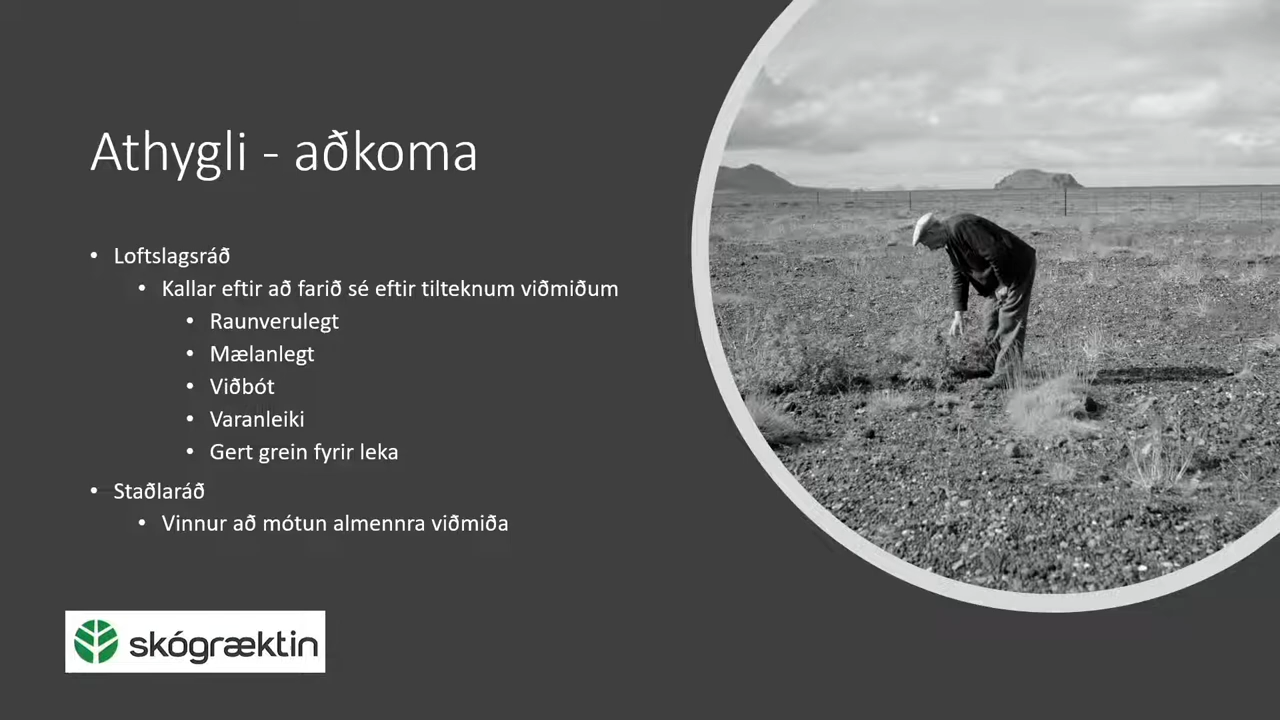 Athygli - aðkoma
• Loftslagsráð
• Kallar eftir að farið sé eftir tilteknum viðmiðum
• Raunverulegt
• Mælanlegt
• Viðbót
• Varanleiki
• Gert grein fyrir leka
• Staðlaráð
• Vinnur að mótun almennra viðmiða
skógræktin